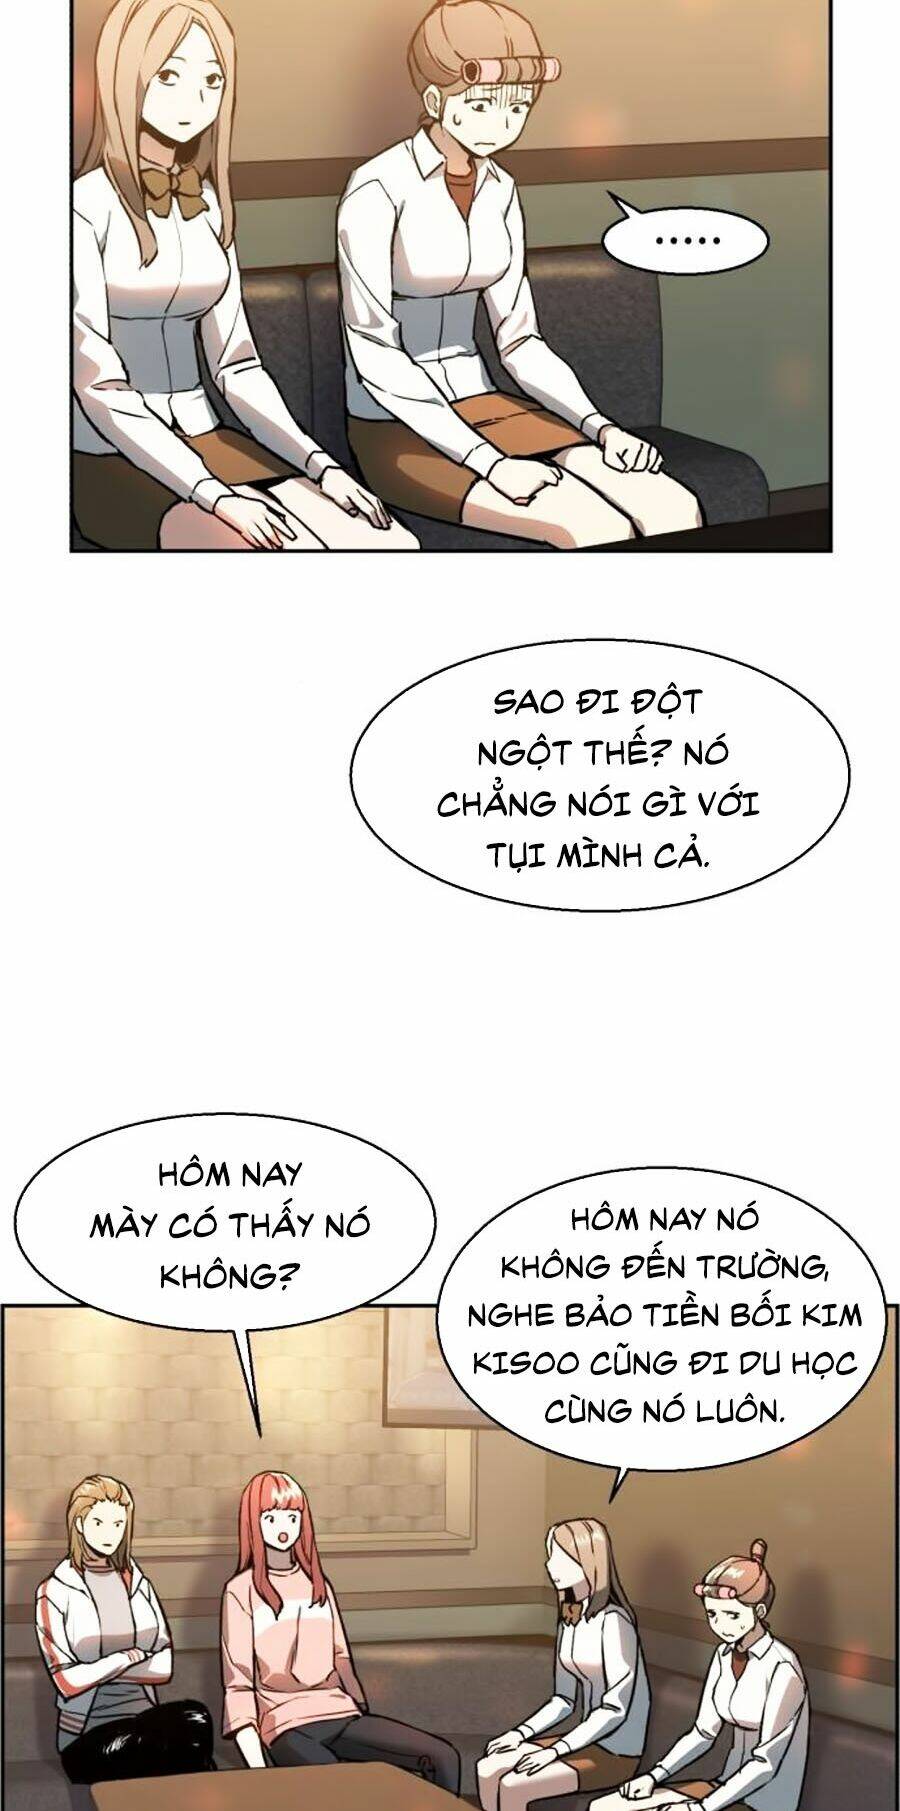 .....
SAO ĐI ĐỘT
NGỘT THẾ? NÓ
CHẲNG NÓI GÌ VỚI
TỤI MÌNH CẢ.
HÔM NAY
MÀY CÓ THẤY NÓ
KHÔNG?
HÔM NAY NÓ
KHÔNG ĐẾN TRƯỜNG,
NGHE BẢO TIỀN BỐI KIM
KISOO CŨNG ĐI DU HỌC
CÙNG NÓ LUÔN.